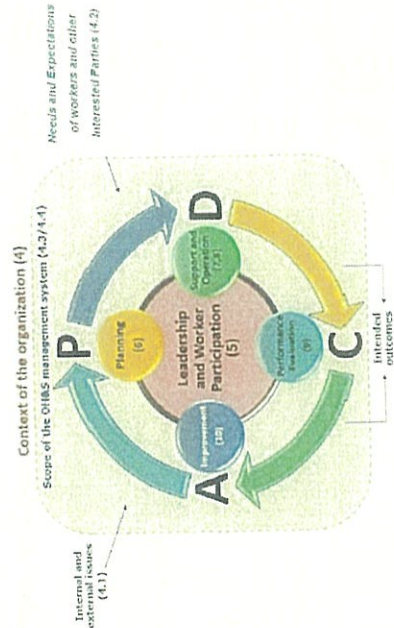 Context of the organization (4)
Scope of the OH&S management system (4.3/4.4)
Internal and
external issues
(4.1)
Needs and Expectations
of workers and other
Interested Parties (4.2)
P
Planning
(6)
A
Improvement
(10)
Leadership
and Worker
Participation
(5)
Support and
Operation
(7,8)
D
Performance
Evaluation
(9)
C
Intended
outcomes